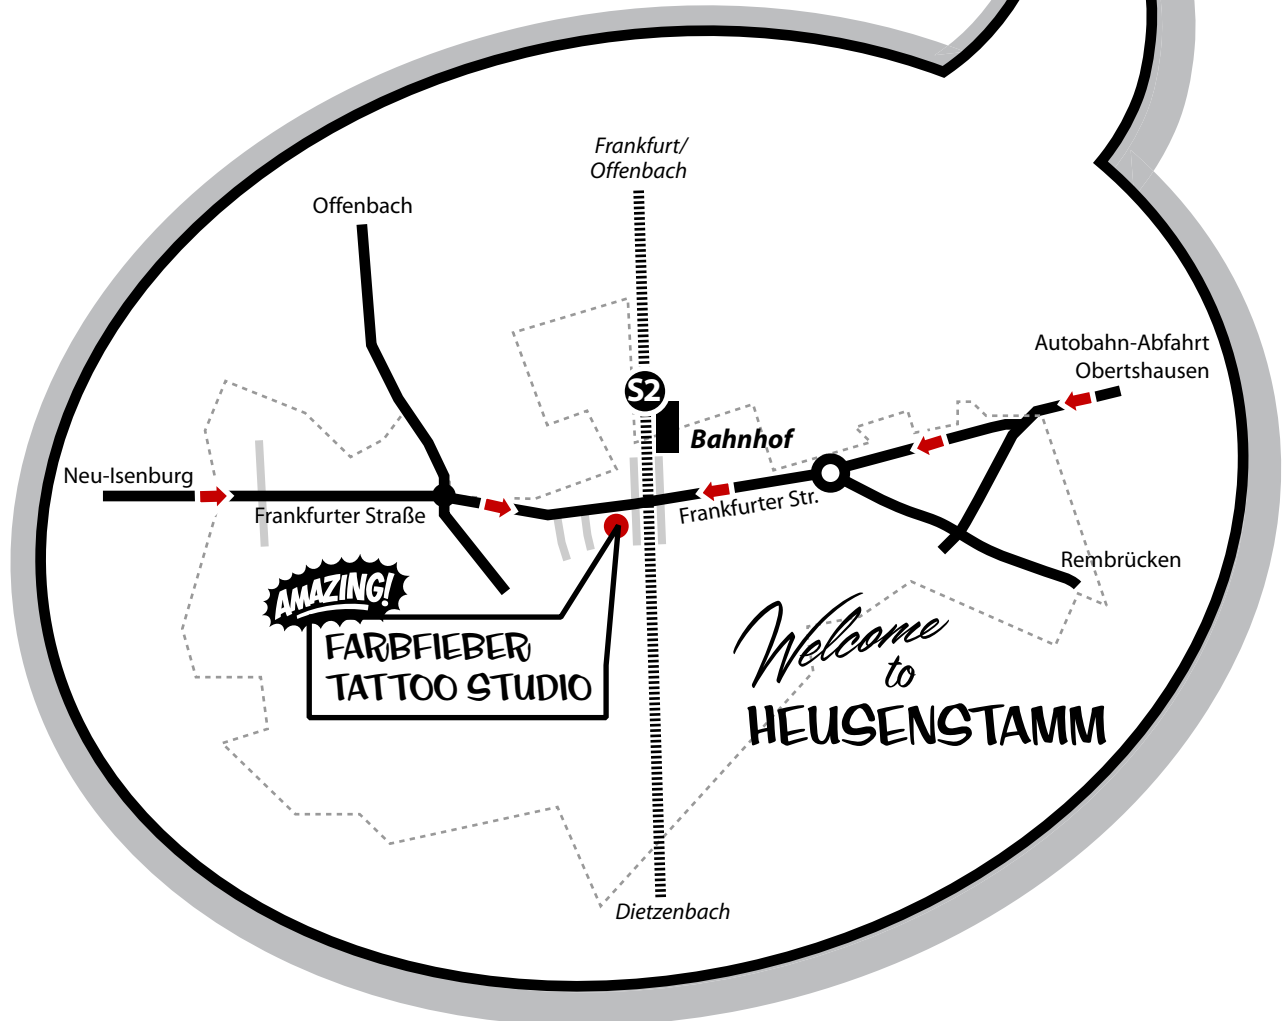 Frankfurt/
Offenbach
Offenbach
Autobahn-Abfahrt
Obertshausen
S2
Bahnhof
Neu-Isenburg
Frankfurter Straße
Frankfurter Str.
Rembrücken
AMAZING!
FARBFIEBER
TATTOO STUDIO
Welcome
to
HEUSENSTAMM
Dietzenbach